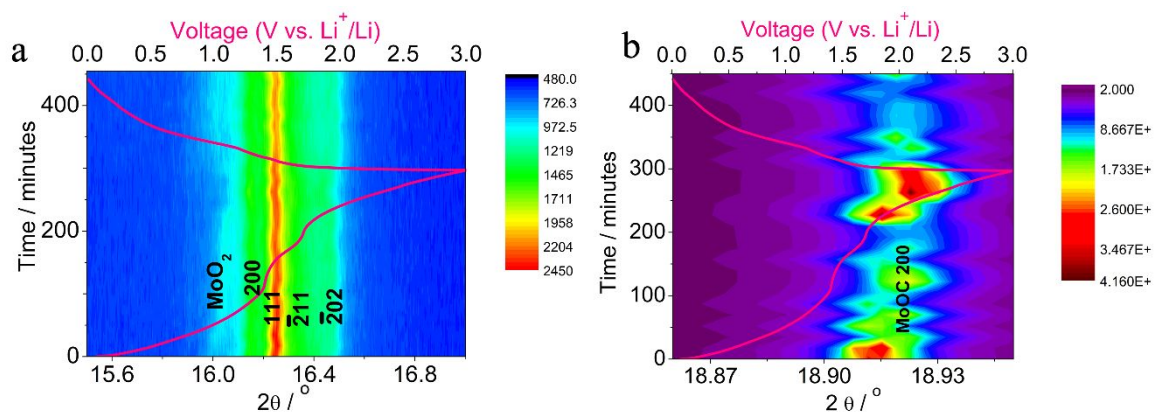 a
Voltage (V vs. Li⁺/Li)
0.0 0.5 1.0 1.5 2.0 2.5 3.0
Time / minutes
400
300
200
100
0
MoO₂
200
111
2̅11
2̅02
15.6 16.0 16.4 16.8
2θ / °
480.0
726.3
972.5
1219
1465
1711
1958
2204
2450
b
Voltage (V vs. Li⁺/Li)
0.0 0.5 1.0 1.5 2.0 2.5 3.0
Time / minutes
400
300
200
100
0
MoOC 200
18.87 18.90 18.93
2 θ / °
2.000
8.667E+
1.733E+
2.600E+
3.467E+
4.160E+